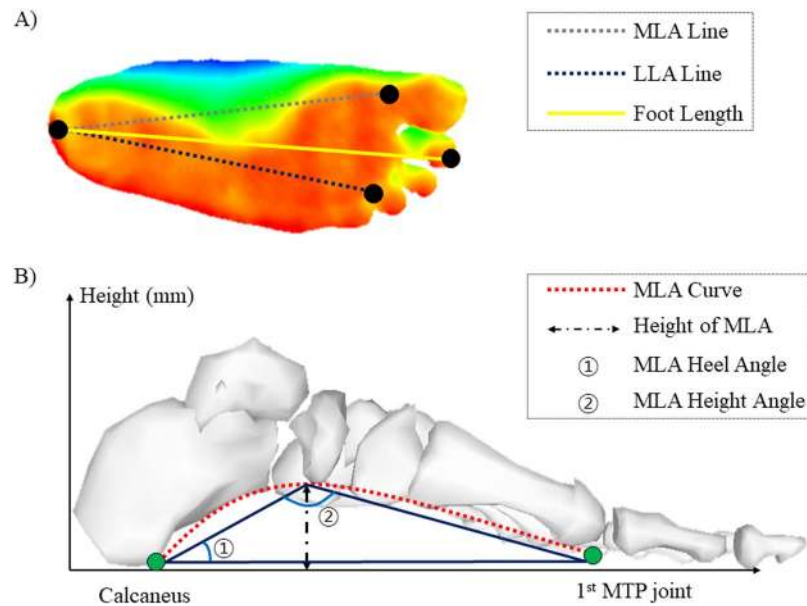 A)
MLA Line
LLA Line
Foot Length
B)
Height (mm)
MLA Curve
Height of MLA
① MLA Heel Angle
② MLA Height Angle
②
①
Calcaneus
1st MTP joint